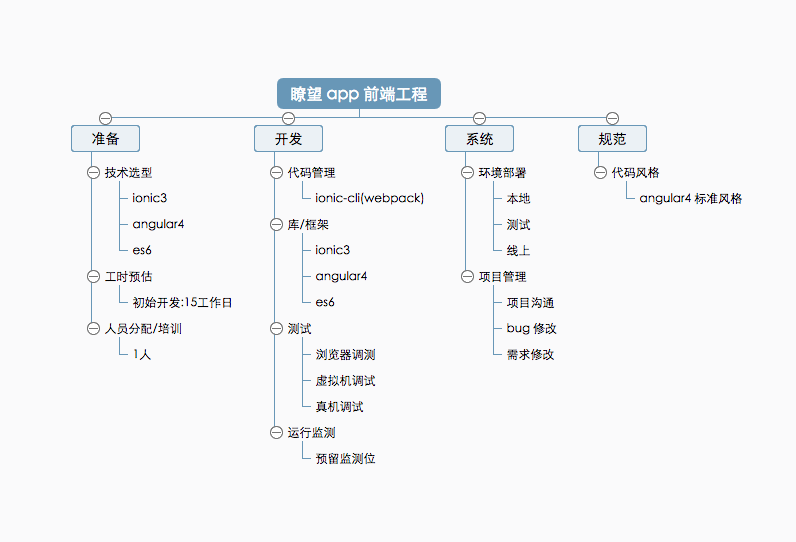 瞭望 app 前端工程
准备
技术选型
ionic3
angular4
es6
工时预估
初始开发:15工作日
人员分配/培训
1人
开发
代码管理
ionic-cli(webpack)
库/框架
ionic3
angular4
es6
测试
浏览器调测
虚拟机调试
真机调试
运行监测
预留监测位
系统
环境部署
本地
测试
线上
项目管理
项目沟通
bug 修改
需求修改
规范
代码风格
angular4 标准风格